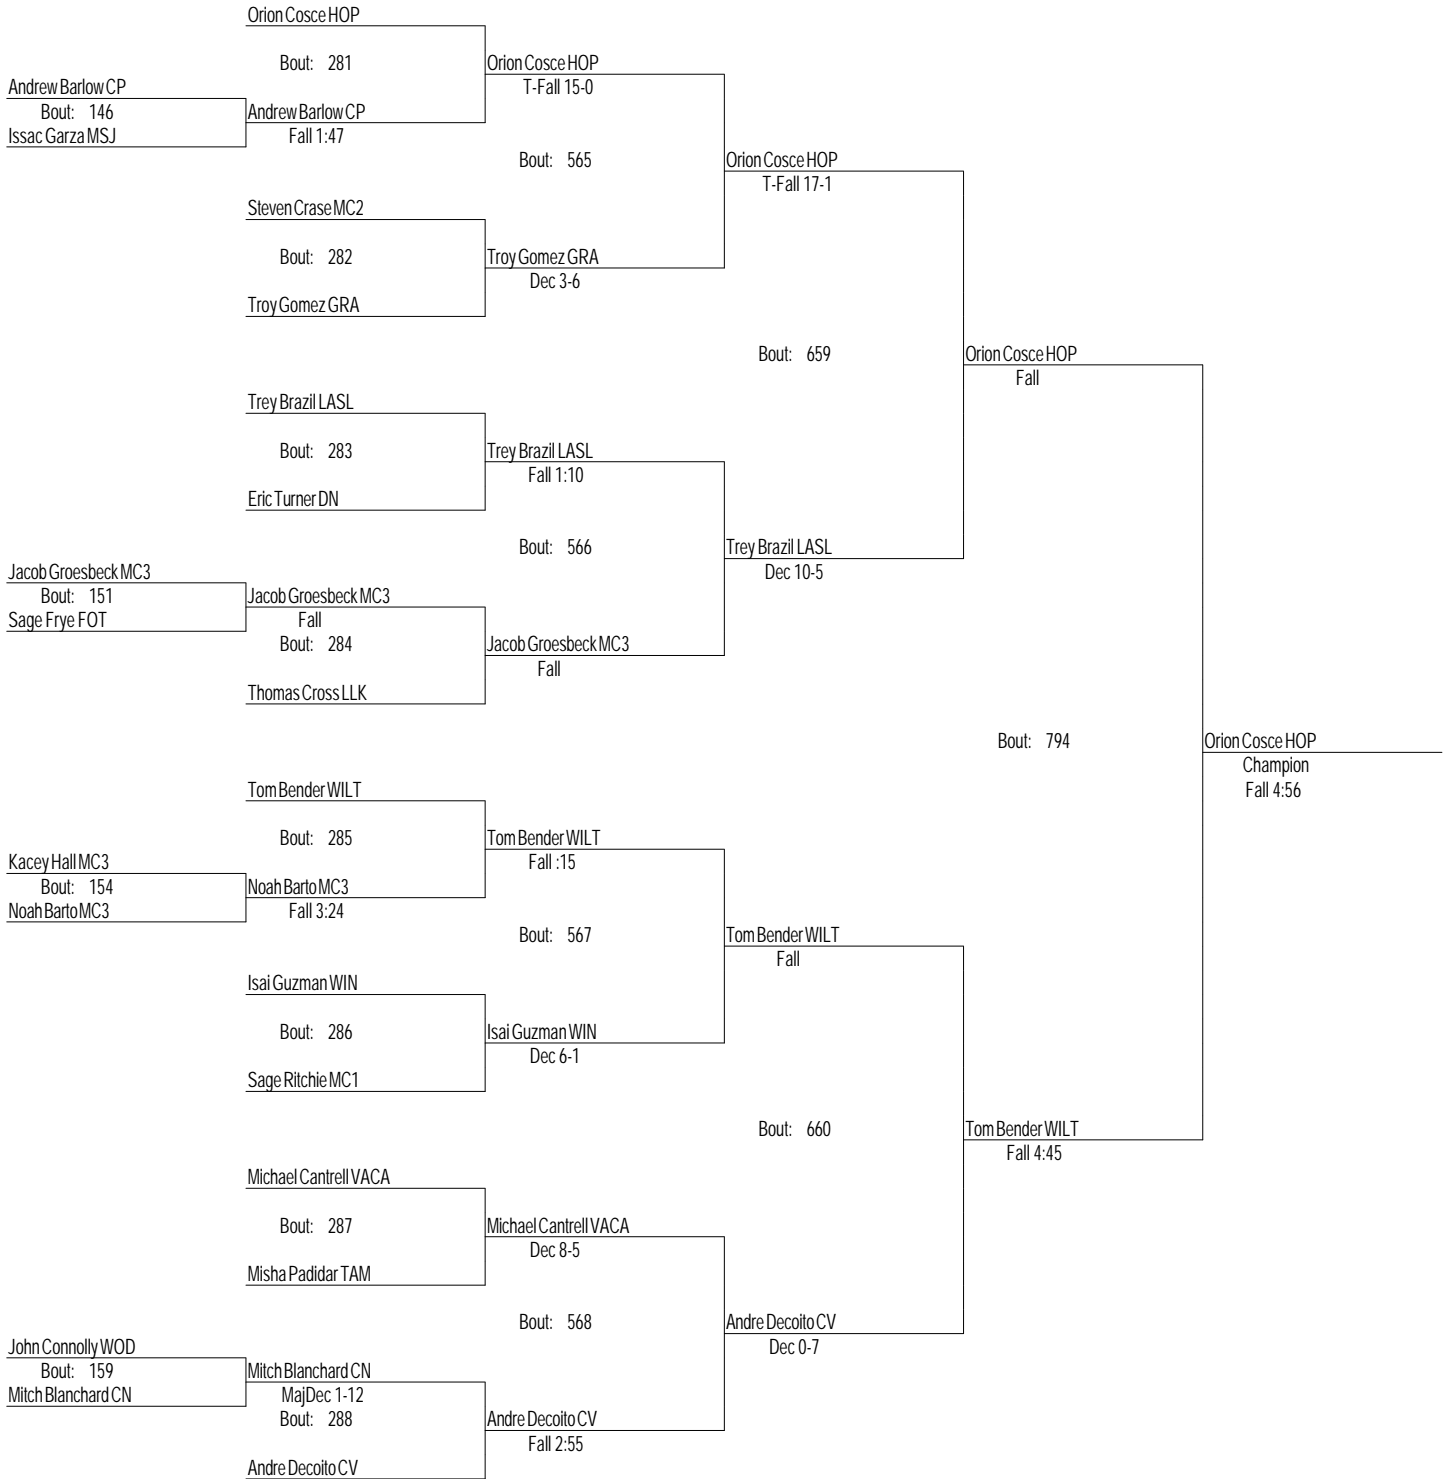 Orion Cosce HOP
Bout: 281
Orion Cosce HOP
T-Fall 15-0
Andrew Barlow CP
Bout: 146
Issac Garza MSJ
Andrew Barlow CP
Fall 1:47
Bout: 565
Orion Cosce HOP
T-Fall 17-1
Steven Crase MC2
Bout: 282
Troy Gomez GRA
Dec 3-6
Troy Gomez GRA
Bout: 659
Orion Cosce HOP
Fall
Trey Brazil LASL
Bout: 283
Trey Brazil LASL
Fall 1:10
Eric Turner DN
Bout: 566
Trey Brazil LASL
Dec 10-5
Jacob Groesbeck MC3
Bout: 151
Sage Frye FOT
Jacob Groesbeck MC3
Fall
Bout: 284
Jacob Groesbeck MC3
Fall
Thomas Cross LLK
Bout: 794
Orion Cosce HOP
Champion
Fall 4:56
Tom Bender WILT
Bout: 285
Tom Bender WILT
Fall :15
Kacey Hall MC3
Bout: 154
Noah Barto MC3
Noah Barto MC3
Fall 3:24
Bout: 567
Tom Bender WILT
Fall
Isai Guzman WIN
Bout: 286
Isai Guzman WIN
Dec 6-1
Sage Ritchie MC1
Bout: 660
Tom Bender WILT
Fall 4:45
Michael Cantrell VACA
Bout: 287
Michael Cantrell VACA
Dec 8-5
Misha Padidar TAM
Bout: 568
Andre Decoito CV
Dec 0-7
John Connolly WOD
Bout: 159
Mitch Blanchard CN
Mitch Blanchard CN
MajDec 1-12
Bout: 288
Andre Decoito CV
Fall 2:55
Andre Decoito CV